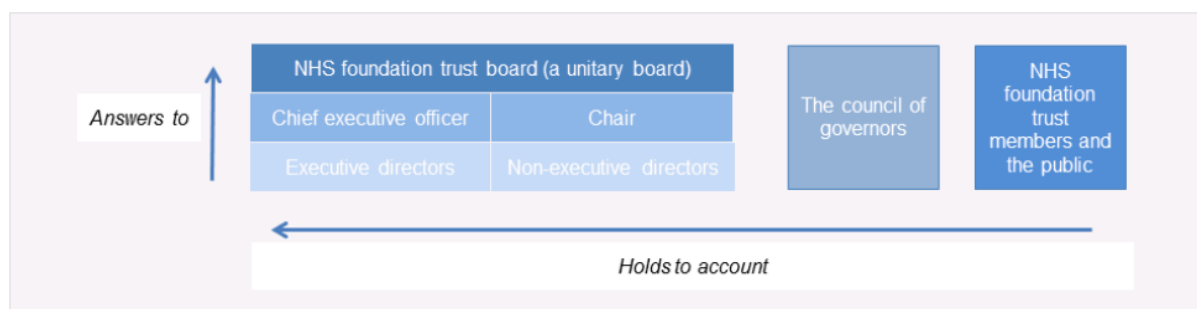 NHS foundation trust board (a unitary board)
Answers to
Chief executive officer
Chair
Executive directors
Non-executive directors
The council of
governors
NHS
foundation
trust
members and
the public
Holds to account